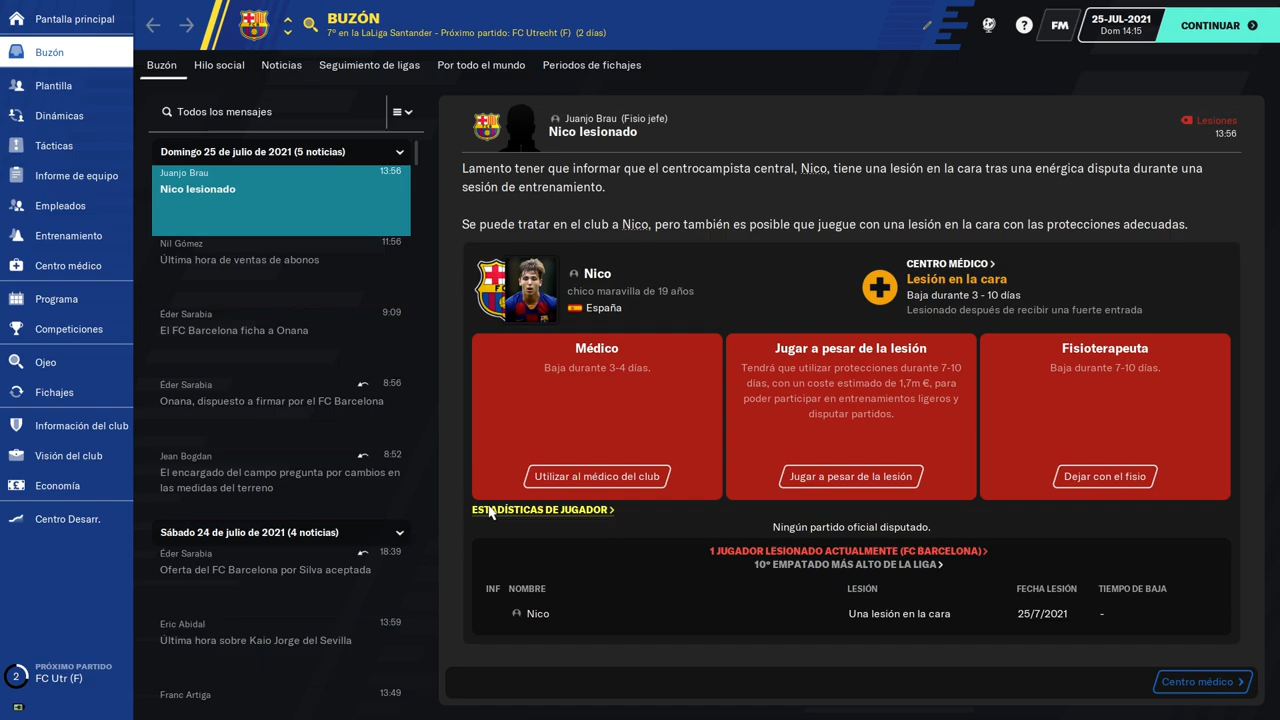 Pantalla principal
Buzón
Plantilla
Dinámicas
Tácticas
Informe de equipo
Empleados
Entrenamiento
Centro médico
Programa
Competiciones
Ojeo
Fichajes
Información del club
Visión del club
Economía
Centro Desarr.
2
PRÓXIMO PARTIDO
FC Utr (F)
BUZÓN
7º en la LaLiga Santander - Próximo partido: FC Utrecht (F) (2 días)
?
FM
25-JUL-2021
Dom 14:15
CONTINUAR
Buzón
Hilo social
Noticias
Seguimiento de ligas
Por todo el mundo
Periodos de fichajes
Todos los mensajes
Domingo 25 de julio de 2021 (5 noticias)
Juanjo Brau 13:56
Nico lesionado
Nil Gómez 11:56
Última hora de ventas de abonos
Éder Sarabia 9:09
El FC Barcelona ficha a Onana
Éder Sarabia 8:56
Onana, dispuesto a firmar por el FC Barcelona
Jean Bogdan 8:52
El encargado del campo pregunta por cambios en
las medidas del terreno
Sábado 24 de julio de 2021 (4 noticias)
Éder Sarabia 18:39
Oferta del FC Barcelona por Silva aceptada
Eric Abidal 13:59
Última hora sobre Kaio Jorge del Sevilla
Franc Artiga 13:49
Juanjo Brau (Fisio jefe)
Nico lesionado
Lesiones
13:56
Lamento tener que informar que el centrocampista central, Nico, tiene una lesión en la cara tras una enérgica disputa durante una
sesión de entrenamiento.
Se puede tratar en el club a Nico, pero también es posible que juegue con una lesión en la cara con las protecciones adecuadas.
Nico
chico maravilla de 19 años
España
CENTRO MÉDICO
Lesión en la cara
Baja durante 3 - 10 días
Lesionado después de recibir una fuerte entrada
Médico
Baja durante 3-4 días.
Utilizar al médico del club
Jugar a pesar de la lesión
Tendrá que utilizar protecciones durante 7-10
días, con un coste estimado de 1,7m €, para
poder participar en entrenamientos ligeros y
disputar partidos.
Jugar a pesar de la lesión
Fisioterapeuta
Baja durante 7-10 días.
Dejar con el fisio
ESTADÍSTICAS DE JUGADOR
Ningún partido oficial disputado.
1 JUGADOR LESIONADO ACTUALMENTE (FC BARCELONA)
10º EMPATADO MÁS ALTO DE LA LIGA
INF NOMBRE LESIÓN FECHA LESIÓN TIEMPO DE BAJA
Nico Una lesión en la cara 25/7/2021 -
Centro médico